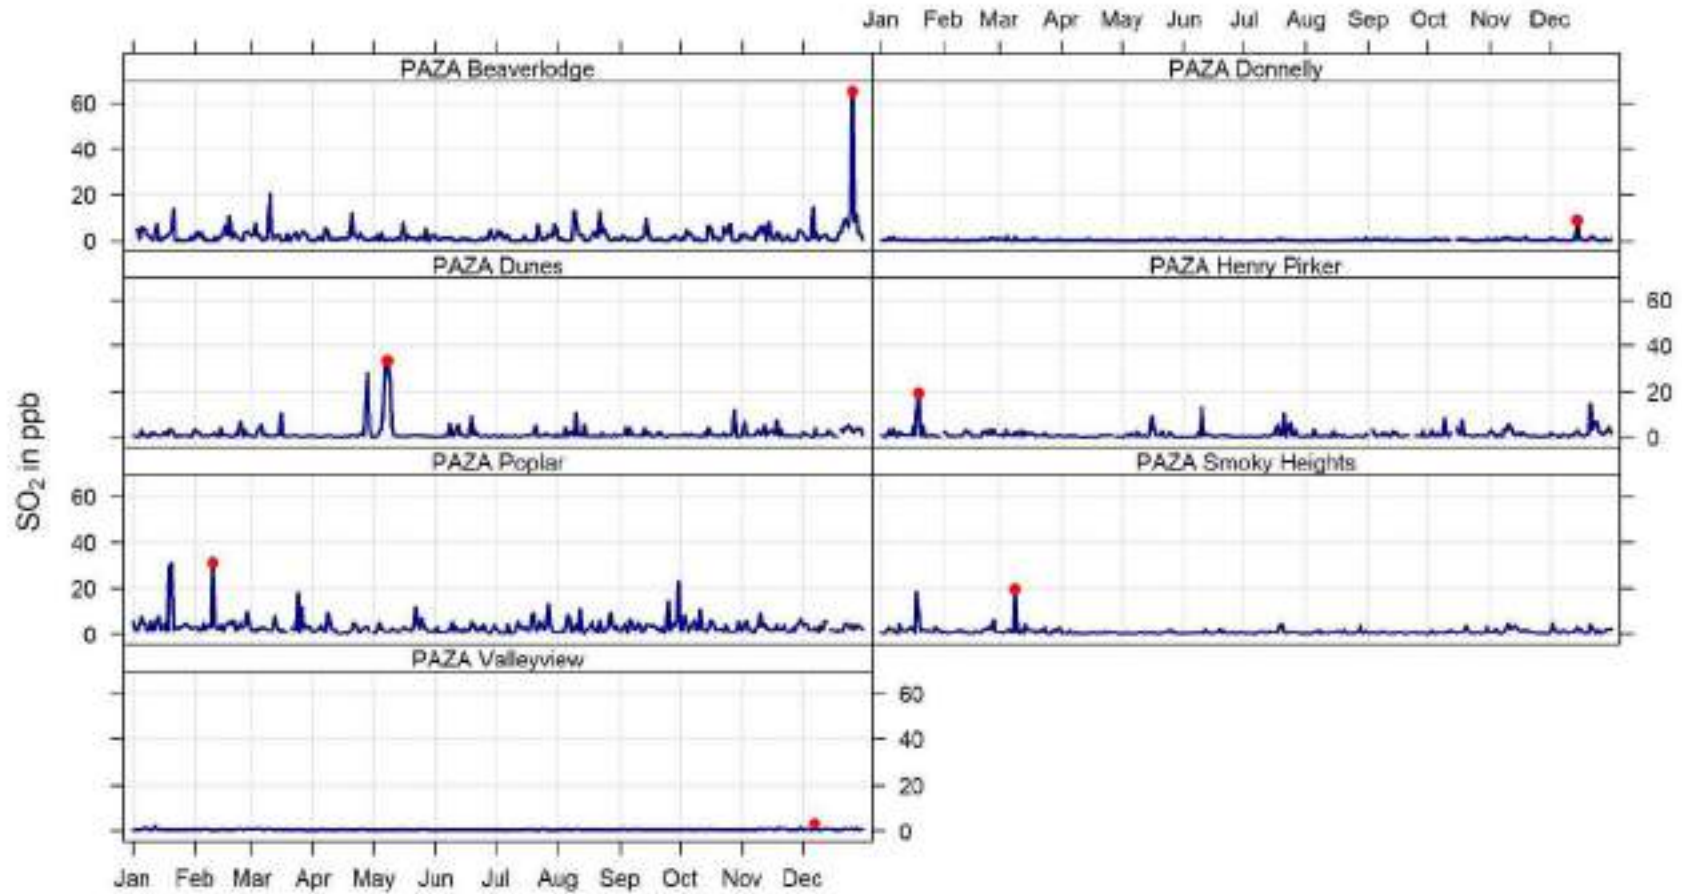 Jan Feb Mar Apr May Jun Jul Aug Sep Oct Nov Dec
PAZA Beaverlodge PAZA Donnelly
60
40
20
0
PAZA Dunes PAZA Henry Pirker
60
40
20
0
SO2 in ppb
PAZA Poplar PAZA Smoky Heights
60
40
20
0
PAZA Valleyview
60
40
20
0
Jan Feb Mar Apr May Jun Jul Aug Sep Oct Nov Dec